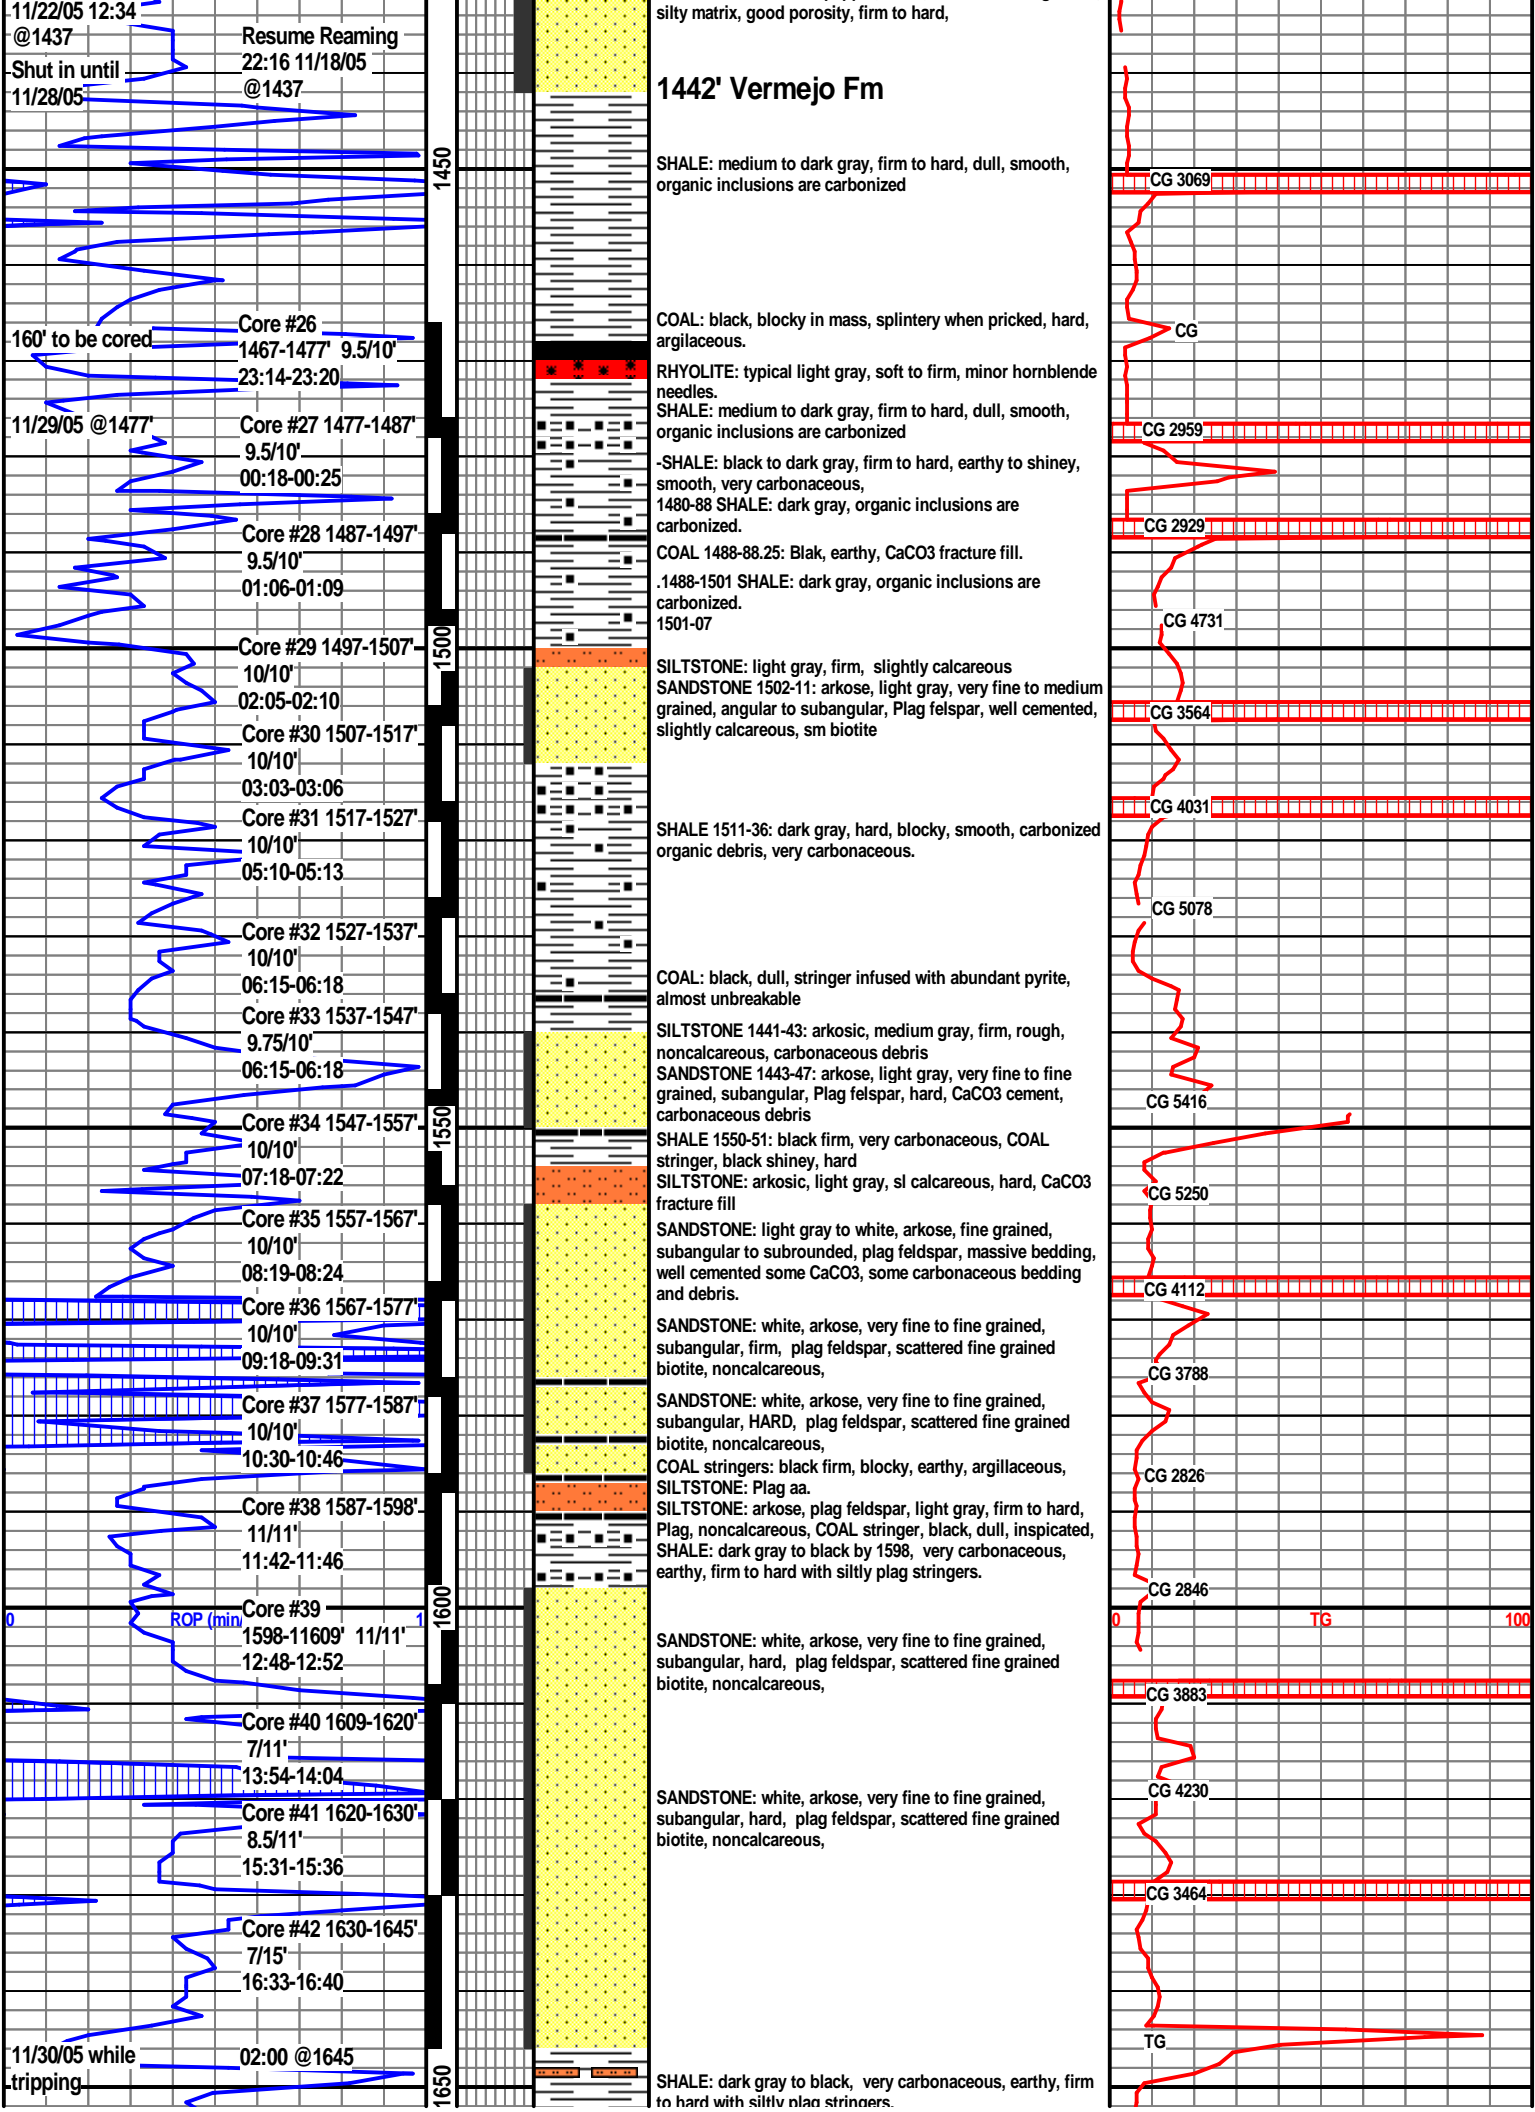 11/22/05 12:34
@1437
Shut in until
11/28/05
Resume Reaming
22:16 11/18/05
@1437
160' to be cored
Core #26
1467-1477' 9.5/10'
23:14-23:20
11/29/05 @1477'
Core #27 1477-1487'
9.5/10'
00:18-00:25
Core #28 1487-1497'
9.5/10'
01:06-01:09
Core #29 1497-1507'
10/10'
02:05-02:10
Core #30 1507-1517'
10/10'
03:03-03:06
Core #31 1517-1527'
10/10'
05:10-05:13
Core #32 1527-1537'
10/10'
06:15-06:18
Core #33 1537-1547'
9.75/10'
06:15-06:18
Core #34 1547-1557'
10/10'
07:18-07:22
Core #35 1557-1567'
10/10'
08:19-08:24
Core #36 1567-1577'
10/10'
09:18-09:31
Core #37 1577-1587'
10/10'
10:30-10:46
Core #38 1587-1598'
11/11'
11:42-11:46
Core #39
0 ROP (min/ 1
1598-11609' 11/11'
12:48-12:52
Core #40 1609-1620'
7/11'
13:54-14:04
Core #41 1620-1630'
8.5/11'
15:31-15:36
Core #42 1630-1645'
7/15'
16:33-16:40
11/30/05 while
tripping
02:00 @1645
1450
1500
1550
1600
1650
silty matrix, good porosity, firm to hard,
1442' Vermejo Fm
SHALE: medium to dark gray, firm to hard, dull, smooth,
organic inclusions are carbonized
COAL: black, blocky in mass, splintery when pricked, hard,
argilaceous.
RHYOLITE: typical light gray, soft to firm, minor hornblende
needles.
SHALE: medium to dark gray, firm to hard, dull, smooth,
organic inclusions are carbonized
-SHALE: black to dark gray, firm to hard, earthy to shiney,
smooth, very carbonaceous,
1480-88 SHALE: dark gray, organic inclusions are
carbonized.
COAL 1488-88.25: Blak, earthy, CaCO3 fracture fill.
.1488-1501 SHALE: dark gray, organic inclusions are
carbonized.
1501-07
SILTSTONE: light gray, firm, slightly calcareous
SANDSTONE 1502-11: arkose, light gray, very fine to medium
grained, angular to subangular, Plag felspar, well cemented,
slightly calcareous, sm biotite
SHALE 1511-36: dark gray, hard, blocky, smooth, carbonized
organic debris, very carbonaceous.
COAL: black, dull, stringer infused with abundant pyrite,
almost unbreakable
SILTSTONE 1441-43: arkosic, medium gray, firm, rough,
noncalcareous, carbonaceous debris
SANDSTONE 1443-47: arkose, light gray, very fine to fine
grained, subangular, Plag felspar, hard, CaCO3 cement,
carbonaceous debris
SHALE 1550-51: black firm, very carbonaceous, COAL
stringer, black shiney, hard
SILTSTONE: arkosic, light gray, sl calcareous, hard, CaCO3
fracture fill
SANDSTONE: light gray to white, arkose, fine grained,
subangular to subrounded, plag feldspar, massive bedding,
well cemented some CaCO3, some carbonaceous bedding
and debris.
SANDSTONE: white, arkose, very fine to fine grained,
subangular, firm, plag feldspar, scattered fine grained
biotite, noncalcareous,
SANDSTONE: white, arkose, very fine to fine grained,
subangular, HARD, plag feldspar, scattered fine grained
biotite, noncalcareous,
COAL stringers: black firm, blocky, earthy, argillaceous,
SILTSTONE: Plag aa.
SILTSTONE: arkose, plag feldspar, light gray, firm to hard,
Plag, noncalcareous, COAL stringer, black, dull, inspicated,
SHALE: dark gray to black by 1598, very carbonaceous,
earthy, firm to hard with siltly plag stringers.
SANDSTONE: white, arkose, very fine to fine grained,
subangular, hard, plag feldspar, scattered fine grained
biotite, noncalcareous,
SANDSTONE: white, arkose, very fine to fine grained,
subangular, hard, plag feldspar, scattered fine grained
biotite, noncalcareous,
SHALE: dark gray to black, very carbonaceous, earthy, firm
to hard with siltly plag stringers.
CG 3069
CG
CG 2959
CG 2929
CG 4731
CG 3564
CG 4031
CG 5078
CG 5416
CG 5250
CG 4112
CG 3788
CG 2826
CG 2846
0 TG 100
CG 3883
CG 4230
CG 3464
TG